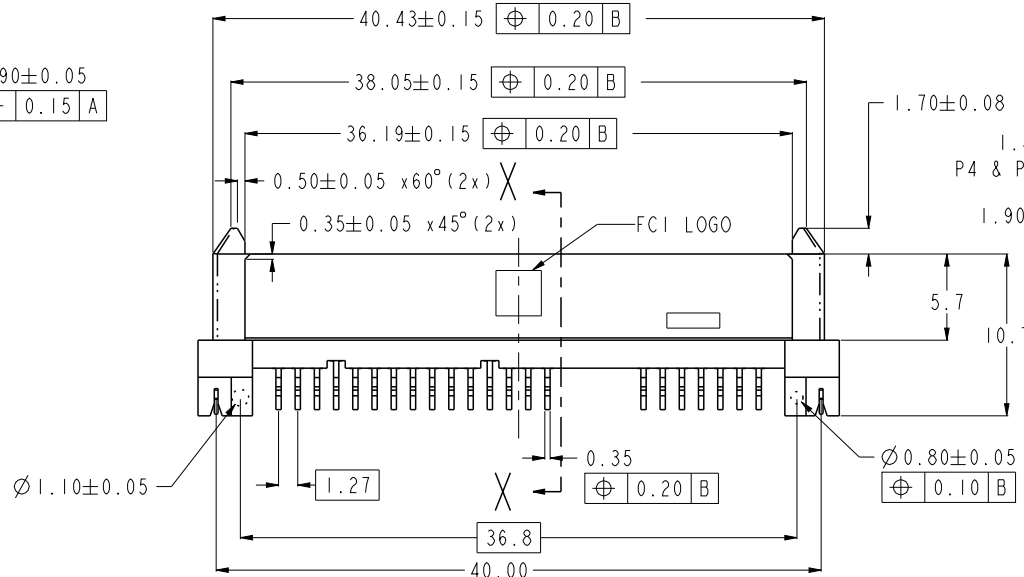 40.43±0.15 ⌖ 0.20 B
90±0.05
38.05±0.15 ⌖ 0.20 B
0.15 A
1.70±0.08
36.19±0.15 ⌖ 0.20 B
P4 & P
0.50±0.05 x60°(2x) X
1.90
0.35±0.05 x45°(2x)
FCI LOGO
5.7
10.
0.35
Ø0.80±0.05
Ø1.10±0.05
1.27
X
⌖ 0.20 B
⌖ 0.10 B
36.8
40.00